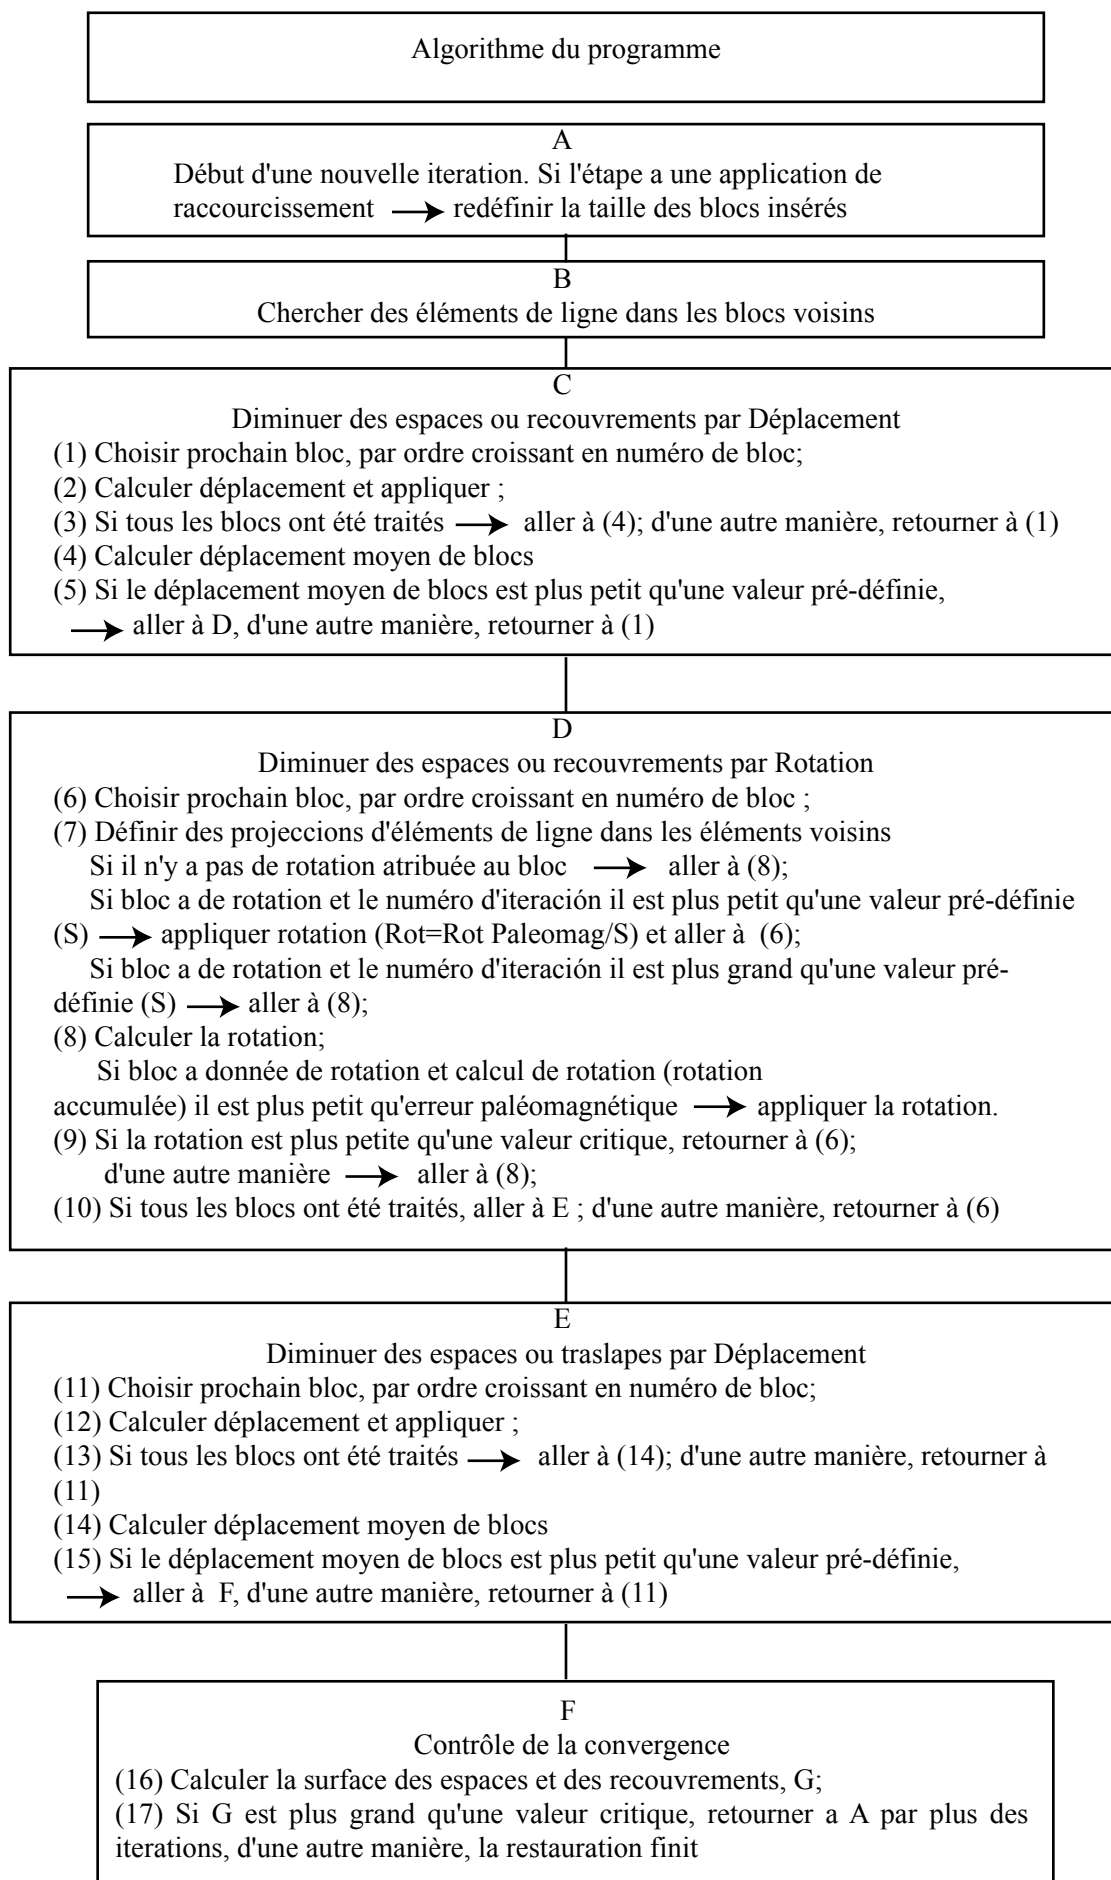 Algorithme du programme
A
Début d'une nouvelle iteration. Si l'étape a une application de
raccourcissement ⟶ redéfinir la taille des blocs insérés
B
Chercher des éléments de ligne dans les blocs voisins
C
Diminuer des espaces ou recouvrements par Déplacement
(1) Choisir prochain bloc, par ordre croissant en numéro de bloc;
(2) Calculer déplacement et appliquer ;
(3) Si tous les blocs ont été traités ⟶ aller à (4); d'une autre manière, retourner à (1)
(4) Calculer déplacement moyen de blocs
(5) Si le déplacement moyen de blocs est plus petit qu'une valeur pré-définie,
⟶ aller à D, d'une autre manière, retourner à (1)
D
Diminuer des espaces ou recouvrements par Rotation
(6) Choisir prochain bloc, par ordre croissant en numéro de bloc ;
(7) Définir des projeccions d'éléments de ligne dans les éléments voisins
Si il n'y a pas de rotation atribuée au bloc ⟶ aller à (8);
Si bloc a de rotation et le numéro d'iteración il est plus petit qu'une valeur pré-définie
(S) ⟶ appliquer rotation (Rot=Rot Paleomag/S) et aller à (6);
Si bloc a de rotation et le numéro d'iteración il est plus grand qu'une valeur pré-
définie (S) ⟶ aller à (8);
(8) Calculer la rotation;
Si bloc a donnée de rotation et calcul de rotation (rotation
accumulée) il est plus petit qu'erreur paléomagnétique ⟶ appliquer la rotation.
(9) Si la rotation est plus petite qu'une valeur critique, retourner à (6);
d'une autre manière ⟶ aller à (8);
(10) Si tous les blocs ont été traités, aller à E ; d'une autre manière, retourner à (6)
E
Diminuer des espaces ou traslapes par Déplacement
(11) Choisir prochain bloc, par ordre croissant en numéro de bloc;
(12) Calculer déplacement et appliquer ;
(13) Si tous les blocs ont été traités ⟶ aller à (14); d'une autre manière, retourner à
(11)
(14) Calculer déplacement moyen de blocs
(15) Si le déplacement moyen de blocs est plus petit qu'une valeur pré-définie,
⟶ aller à F, d'une autre manière, retourner à (11)
F
Contrôle de la convergence
(16) Calculer la surface des espaces et des recouvrements, G;
(17) Si G est plus grand qu'une valeur critique, retourner a A par plus des
iterations, d'une autre manière, la restauration finit